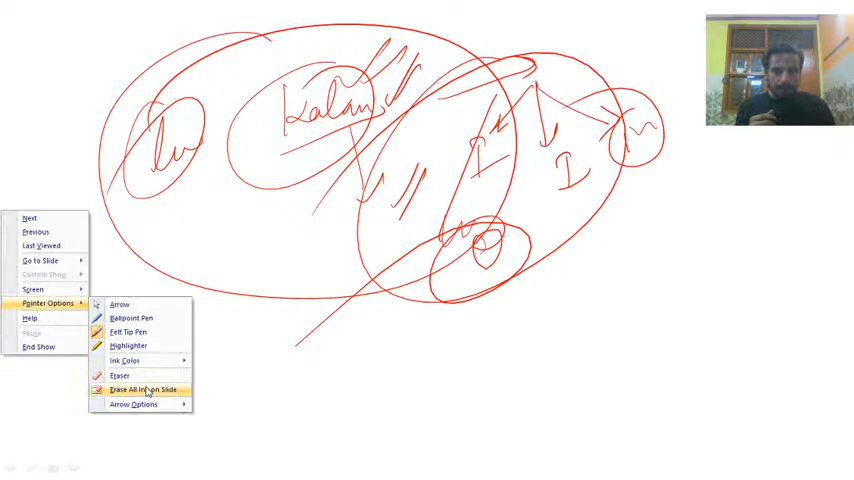 Kalam
I
I
Next
Previous
Last Viewed
Go to Slide
Custom Show
Screen
Pointer Options
Help
Pause
End Show
Arrow
Ballpoint Pen
Felt Tip Pen
Highlighter
Ink Color
Eraser
Erase All Ink on Slide
Arrow Options